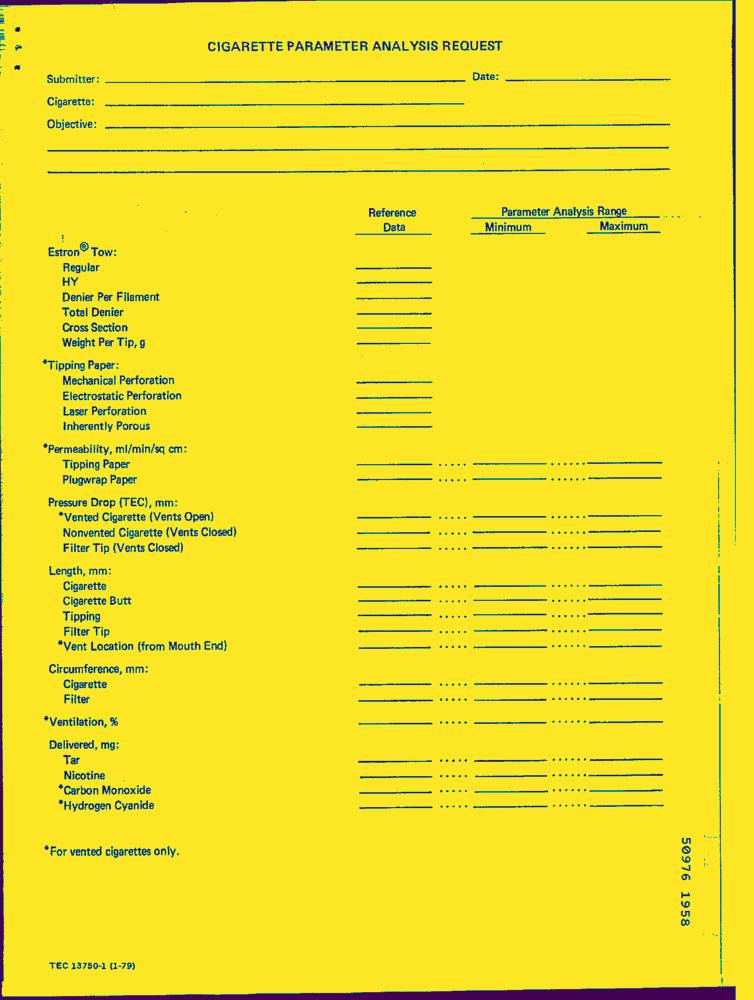 CIGARETTE PARAMETER ANALYSIS REQUEST
Submitter: Date:
Cigarette:
Objective:
Reference Parameter Analysis Range
Data Minimum Maximum
Estron® Tow:
Regular
HY
Denier Per Filament
Total Denier
Cross Section
Weight Per Tip, g
*Tipping Paper:
Mechanical Perforation
Electrostatic Perforation
Laser Perforation
Inherently Porous
*Permeability, ml/min/sq cm:
Tipping Paper
Plugwrap Paper
Pressure Drop (TEC), mm:
*Vented Cigarette (Vents Open)
Nonvented Cigarette (Vents Closed)
Filter Tip (Vents Closed)
Length, mm:
Cigarette
Cigarette Butt
Tipping
Filter Tip
*Vent Location (from Mouth End)
Circumference, mm:
Cigarette
Filter
*Ventilation, %
Delivered, mg:
Tar
Nicotine
*Carbon Monoxide
*Hydrogen Cyanide
*For vented cigarettes only.
50976 1958
TEC 13750-1 (1-79)